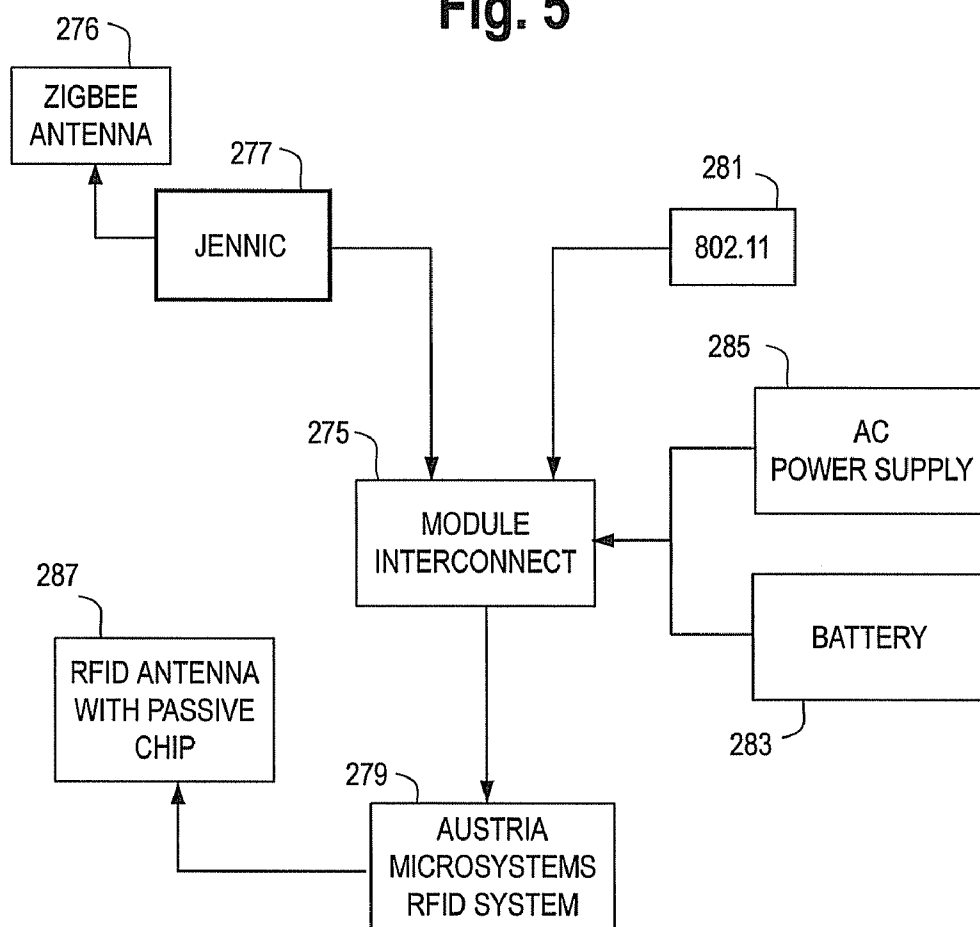 Fig. 5
276
ZIGBEE
ANTENNA
277
JENNIC
281
802.11
285
AC
POWER SUPPLY
275
MODULE
INTERCONNECT
287
RFID ANTENNA
WITH PASSIVE
CHIP
BATTERY
283
279
AUSTRIA
MICROSYSTEMS
RFID SYSTEM